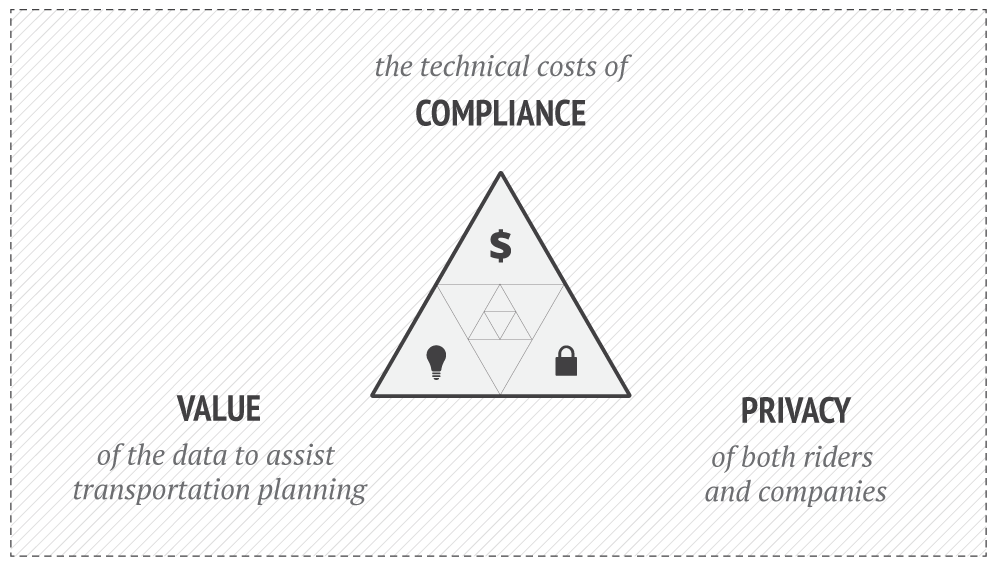 the technical costs of
COMPLIANCE
$
VALUE
of the data to assist
transportation planning
PRIVACY
of both riders
and companies